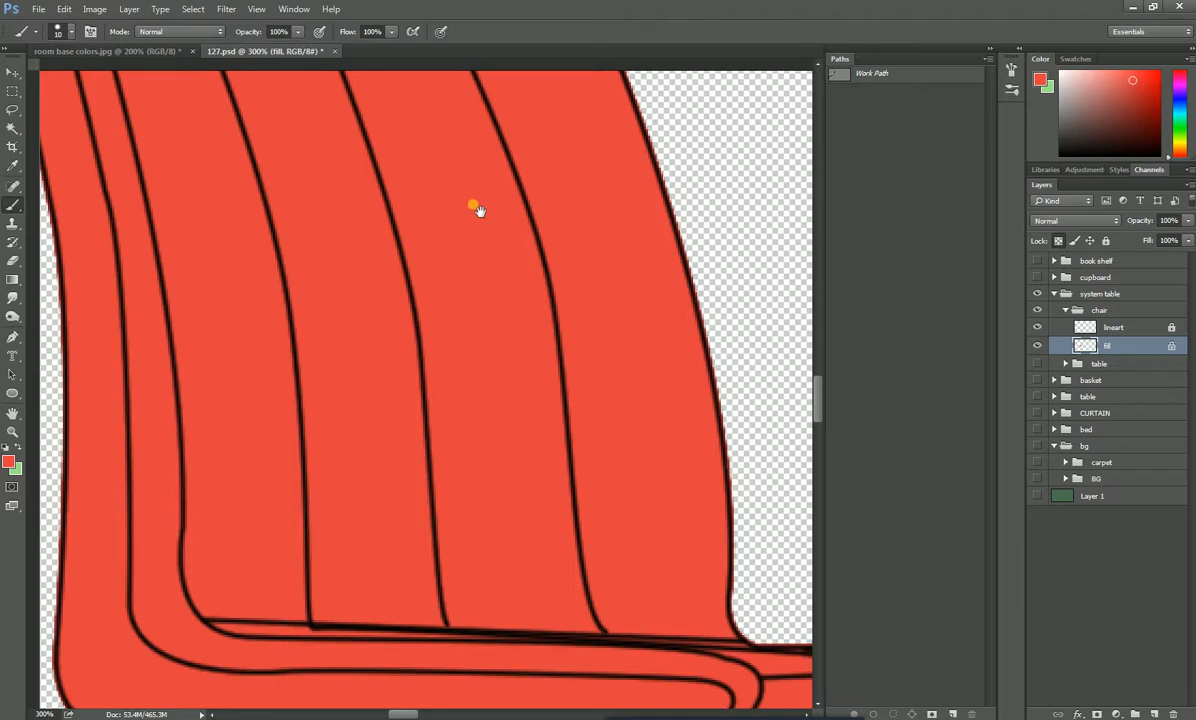 Ps File Edit Image Layer Type Select Filter View Window Help
10 Mode: Normal Opacity: 100% Flow: 100% Essentials
room base colors.jpg @ 200% (RGB/8) * × 127.psd @ 300% (fill, RGB/8#) * ×
Paths
Work Path
Color Swatches
Libraries Adjustment Styles Channels
Layers
Kind
Normal Opacity: 100%
Lock: Fill: 100%
book shelf
cupboard
system table
chair
lineart
fill
table
basket
table
CURTAIN
bed
bg
carpet
BG
Layer 1
300% Doc: 53.4M/465.3M